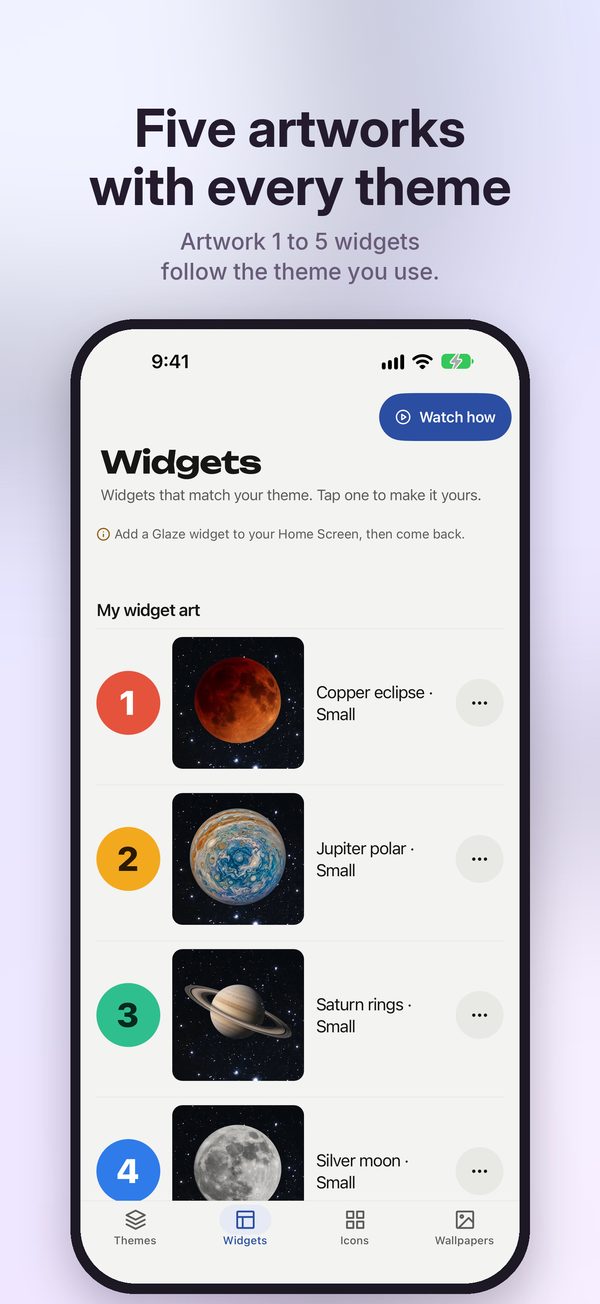 Five artworks
with every theme
Artwork 1 to 5 widgets
follow the theme you use.
9:41
Watch how
Widgets
Widgets that match your theme. Tap one to make it yours.
Add a Glaze widget to your Home Screen, then come back.
My widget art
1
Copper eclipse ·
Small
2
Jupiter polar ·
Small
3
Saturn rings ·
Small
4
Silver moon ·
Small
Themes
Widgets
Icons
Wallpapers